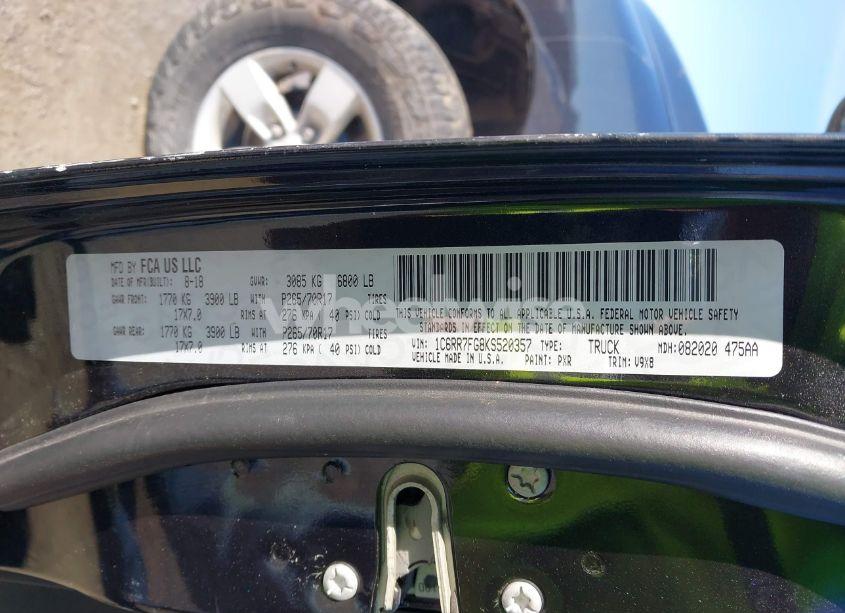 MFD BY FCA US LLC
DATE OF MFR(BUILT): 8-18 GVWR: 3085 KG 6800 LB
GAWR FRONT: 1770 KG 3900 LB WITH P265/70R17 TIRES
17X7.0 RIMS AT 276 KPA ( 40 PSI) COLD
GAWR REAR: 1770 KG 3900 LB WITH P265/70R17 TIRES
17X7.0 RIMS AT 276 KPA ( 40 PSI) COLD
THIS VEHICLE CONFORMS TO ALL APPLICABLE U.S.A. FEDERAL MOTOR VEHICLE SAFETY
STANDARDS IN EFFECT ON THE DATE OF MANUFACTURE SHOWN ABOVE.
VIN: 1C6RR7FG8KS520357 TYPE: TRUCK MDH: 082020 475AA
VEHICLE MADE IN U.S.A. PAINT: PXR TRIM: V9X8
wheelwise